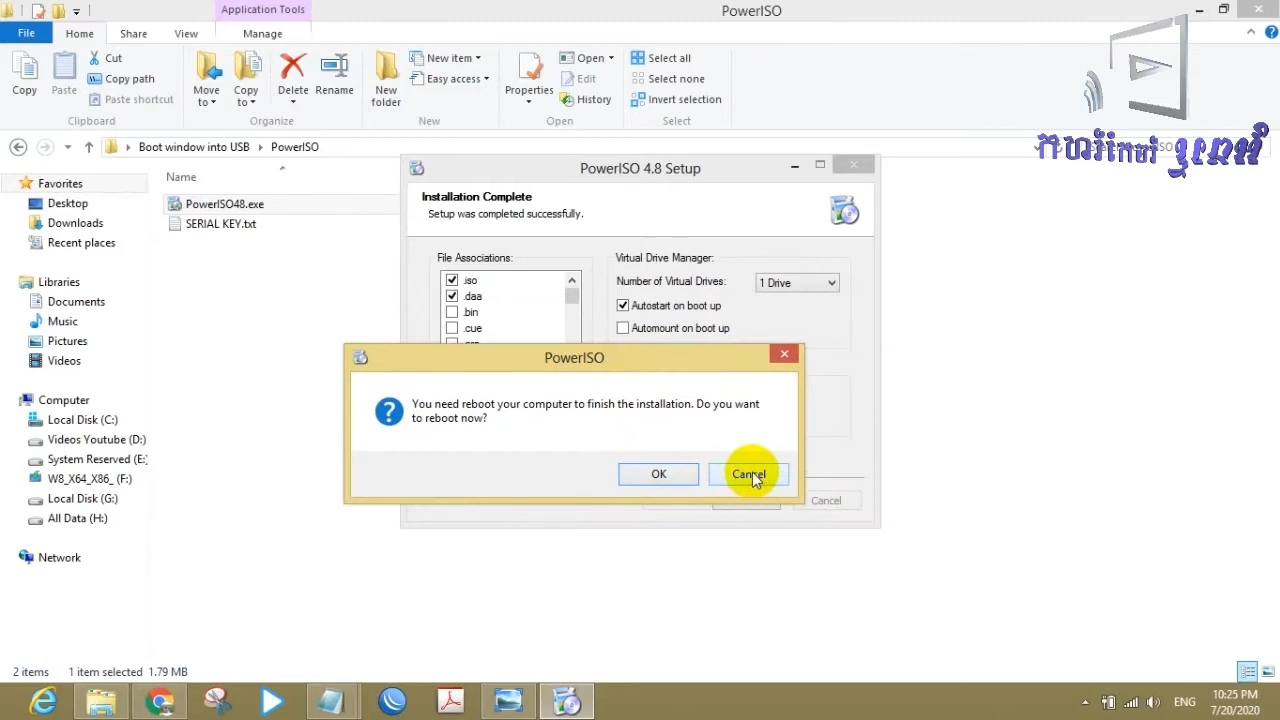 Application Tools
PowerISO
File
Home
Share
View
Manage
Copy
Paste
Cut
Copy path
Paste shortcut
Clipboard
Move
to
Copy
to
Delete
Rename
Organize
New
folder
New item
Easy access
New
Properties
Open
Edit
History
Open
Select all
Select none
Invert selection
Select
Boot window into USB
PowerISO
Favorites
Desktop
Downloads
Recent places
Libraries
Documents
Music
Pictures
Videos
Computer
Local Disk (C:)
Videos Youtube (D:)
System Reserved (E:
W8_X64_X86_ (F:)
Local Disk (G:)
All Data (H:)
Network
Name
PowerISO48.exe
SERIAL KEY.txt
PowerISO 4.8 Setup
Installation Complete
Setup was completed successfully.
File Associations:
.iso
.daa
.bin
.cue
Virtual Drive Manager:
Number of Virtual Drives:
1 Drive
Autostart on boot up
Automount on boot up
Cancel
PowerISO
You need reboot your computer to finish the installation. Do you want
to reboot now?
OK
Cancel
2 items
1 item selected 1.79 MB
ENG
10:25 PM
7/20/2020